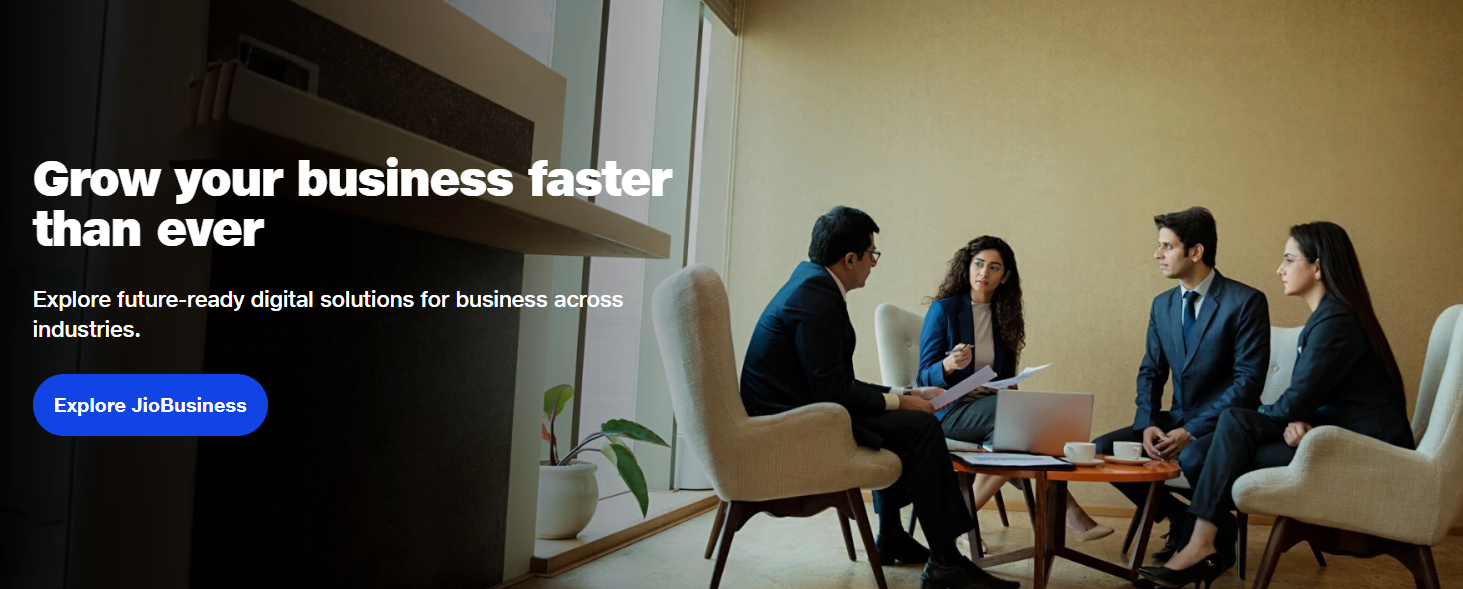 Grow your business faster
than ever
Explore future-ready digital solutions for business across
industries.
Explore JioBusiness